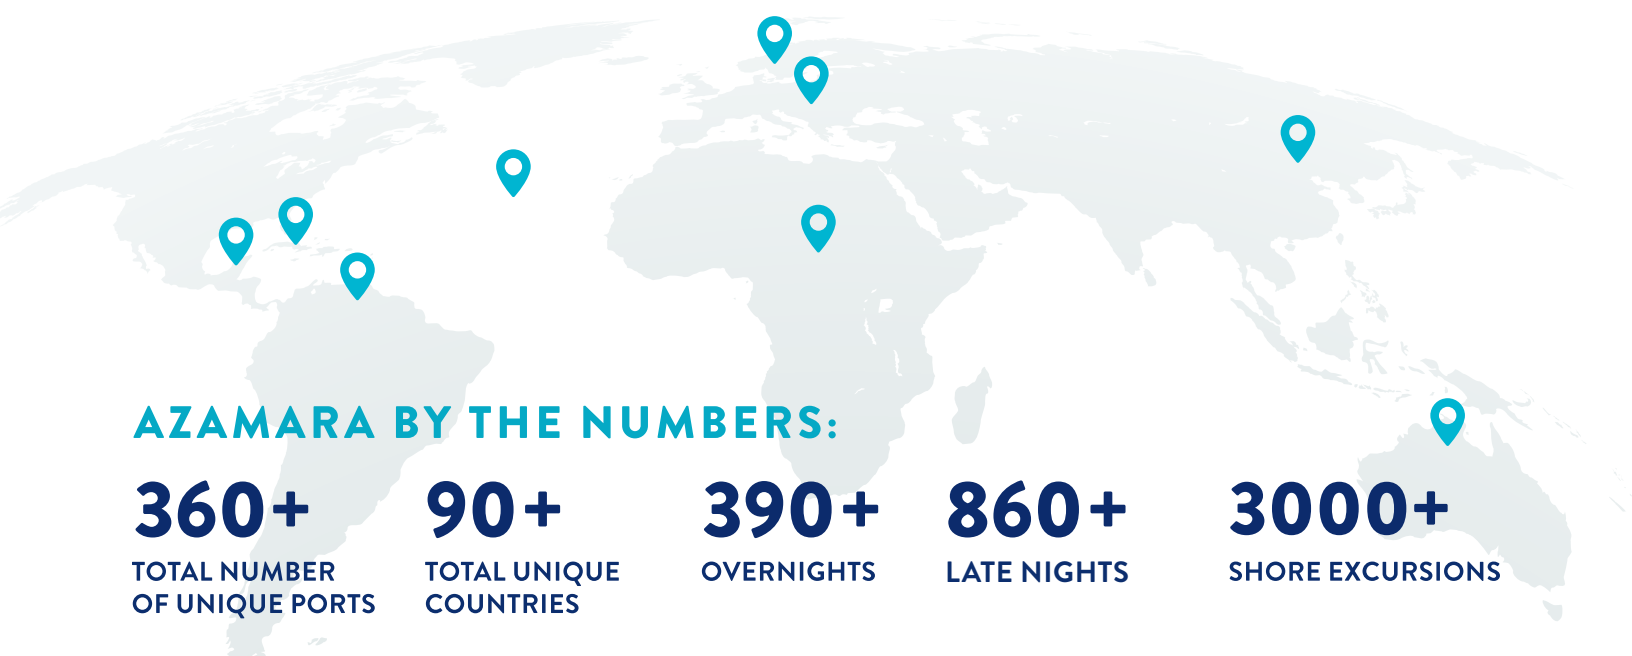 AZAMARA BY THE NUMBERS:
360+
TOTAL NUMBER
OF UNIQUE PORTS
90+
TOTAL UNIQUE
COUNTRIES
390+
OVERNIGHTS
860+
LATE NIGHTS
3000+
SHORE EXCURSIONS